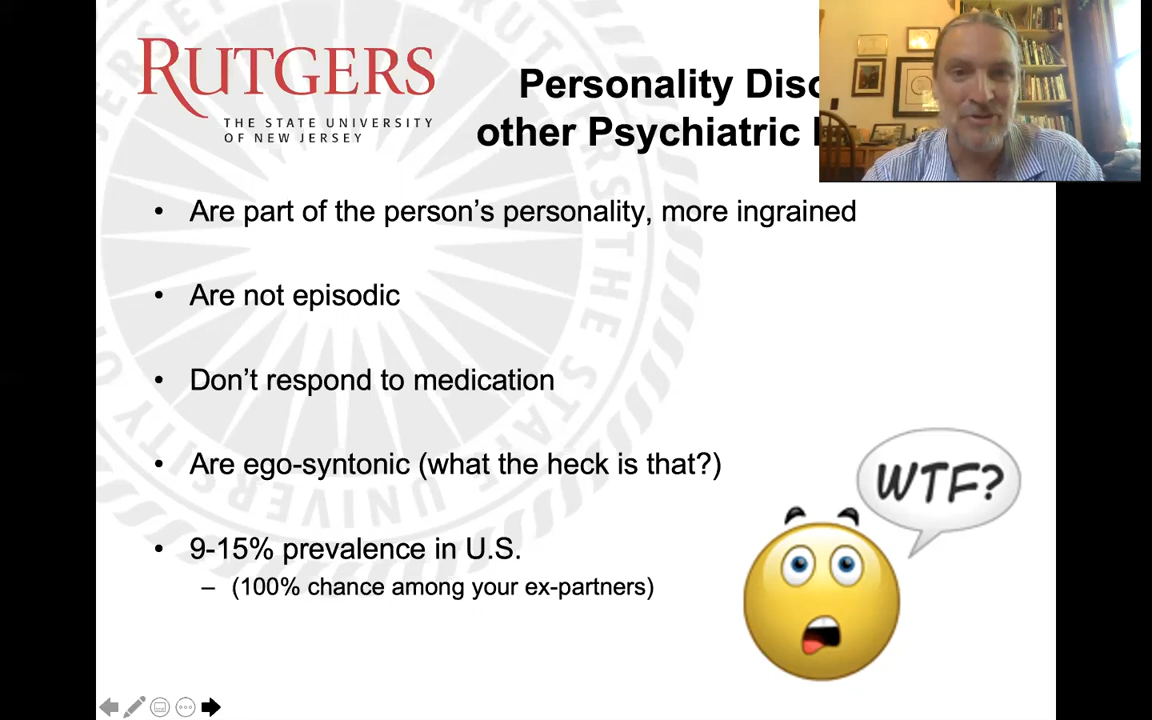 RUTGERS
THE STATE UNIVERSITY
OF NEW JERSEY
Personality
other Psychiatric
• Are part of the person’s personality, more ingrained
• Are not episodic
• Don’t respond to medication
• Are ego-syntonic (what the heck is that?)
• 9-15% prevalence in U.S.
– (100% chance among your ex-partners)
WTF?